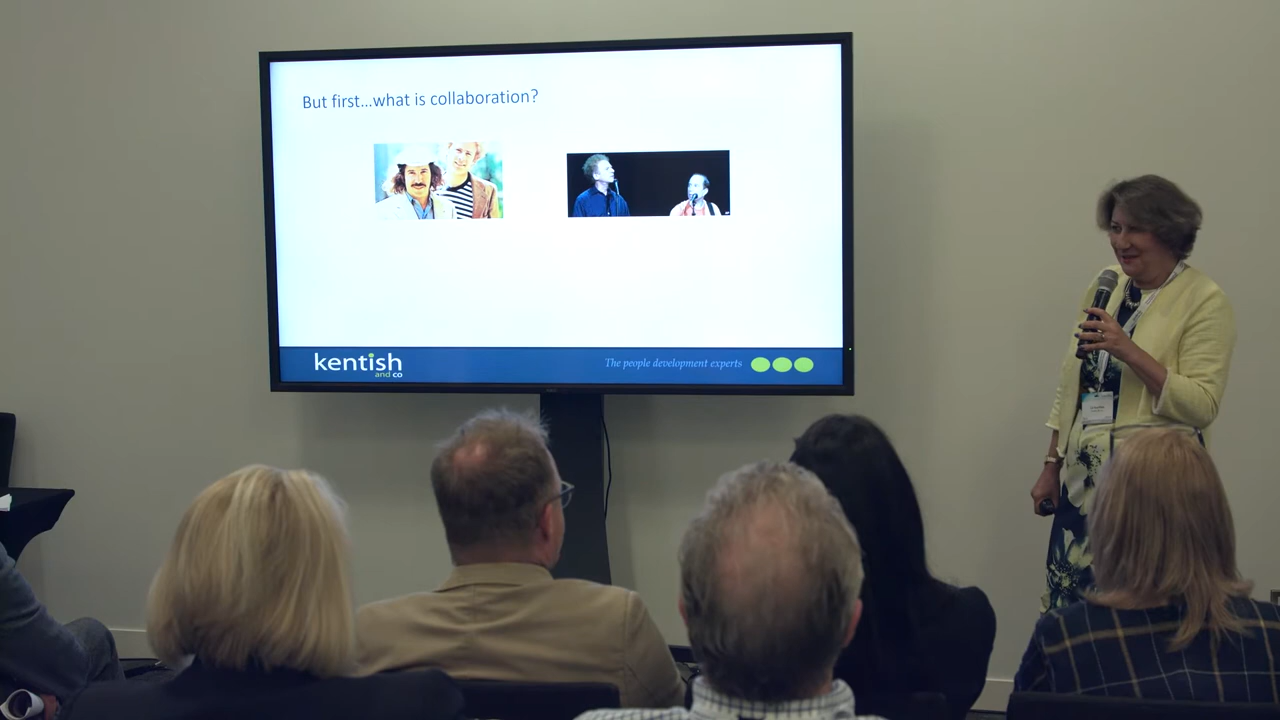 But first...what is collaboration?
kentish
and co
The people development experts